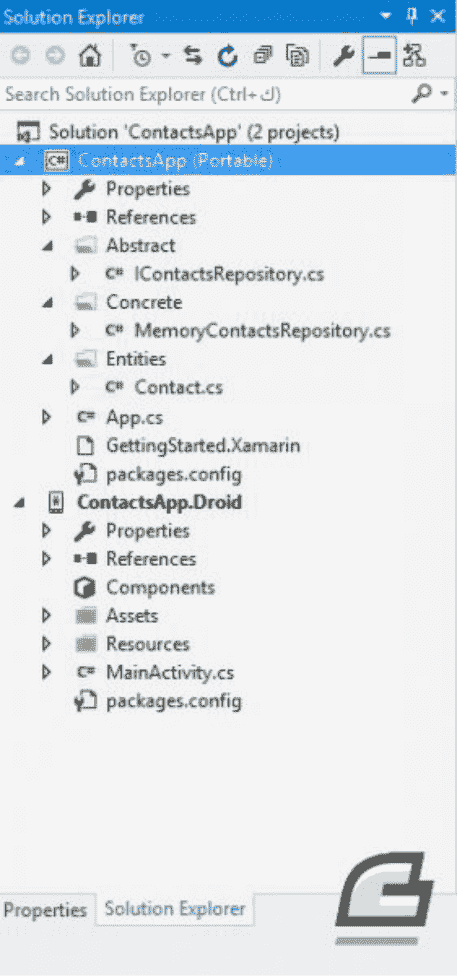 Solution Explorer
Search Solution Explorer (Ctrl+ك)
Solution 'ContactsApp' (2 projects)
C# ContactsApp (Portable)
Properties
References
Abstract
C# IContactsRepository.cs
Concrete
C# MemoryContactsRepository.cs
Entities
C# Contact.cs
C# App.cs
GettingStarted.Xamarin
packages.config
ContactsApp.Droid
Properties
References
Components
Assets
Resources
C# MainActivity.cs
packages.config
Properties Solution Explorer